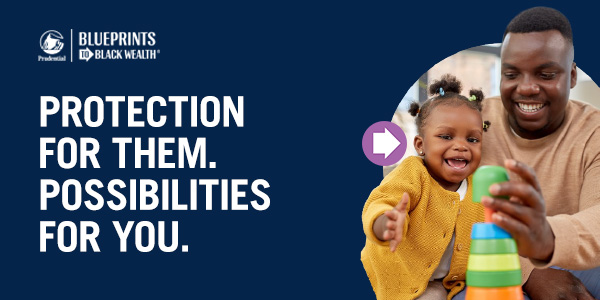 Prudential
BLUEPRINTS
TO BLACK WEALTH®
PROTECTION
FOR THEM.
POSSIBILITIES
FOR YOU.